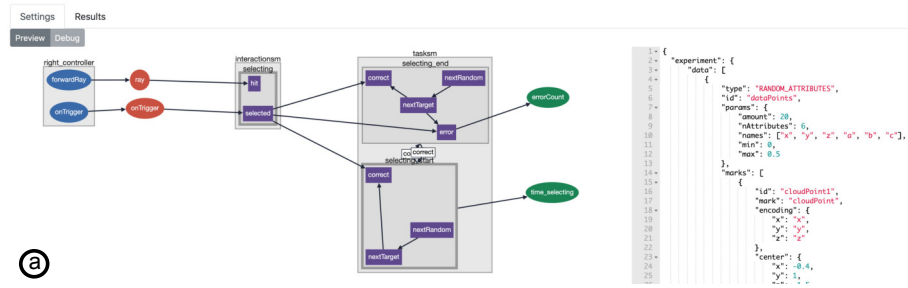 Settings Results
Preview Debug
right_controller
forwardRay
ray
onTrigger
onTrigger
interactionsm
selecting
hit
selected
tasksm
selecting_end
correct
nextRandom
nextTarget
error
errorCount
correct
correct
nextRandom
nextTarget
time_selecting
a
1 {
2 "experiment": {
3 "data": [
4 {
5 "type": "RANDOM_ATTRIBUTES",
6 "id": "dataPoints",
7 "params": {
8 "amount": 20,
9 "nAttributes": 6,
10 "names": ["x", "y", "z", "a", "b", "c"],
11 "min": 0,
12 "max": 0.5
13 },
14 "marks": [
15 {
16 "id": "cloudPoint1",
17 "mark": "cloudPoint",
18 "encoding": {
19 "x": "x",
20 "y": "y",
21 "z": "z"
22 },
23 "center": {
24 "x": -0.4,
25 "y": 1,